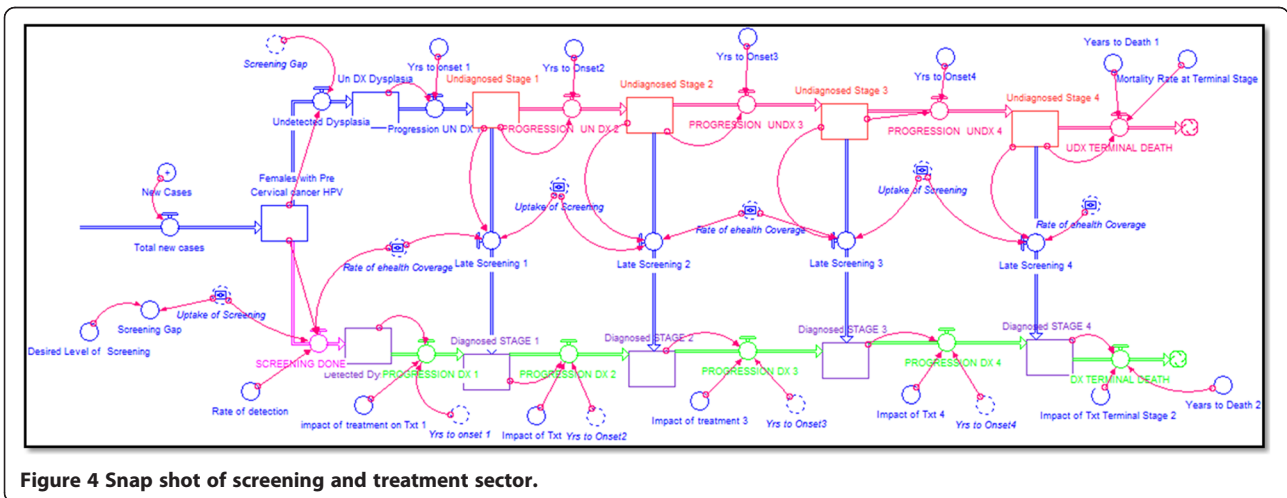 Screening Gap
Un DX Dysplasia
Yrs to onset 1
Undiagnosed Stage 1
Yrs to Onset2
Undiagnosed Stage 2
Yrs to Onset3
Undiagnosed Stage 3
Yrs to Onset4
Undiagnosed Stage 4
Years to Death 1
Mortality Rate at Terminal Stage
Undetected Dysplasia
Progression UN DX
PROGRESSION UN DX 2
PROGRESSION UNDX 3
PROGRESSION UNDX 4
UDX TERMINAL DEATH
New Cases
Females with Pre
Cervical cancer HPV
Total new cases
Uptake of Screening
Rate of ehealth Coverage
Uptake of Screening
Rate of ehealth Coverage
Rate of ehealth Coverage
Late Screening 1
Late Screening 2
Late Screening 3
Late Screening 4
Desired Level of Screening
Screening Gap
Uptake of Screening
SCREENING DONE
Detected Dy
Diagnosed STAGE 1
Diagnosed STAGE 2
Diagnosed STAGE 3
Diagnosed STAGE 4
PROGRESSION DX 1
PROGRESSION DX 2
PROGRESSION DX 3
PROGRESSION DX 4
DX TERMINAL DEATH
Rate of detection
impact of treatment on Txt 1
Yrs to onset 1
Impact of Txt
Yrs to Onset2
Impact of treatment 3
Yrs to Onset3
Impact of Txt 4
Yrs to Onset4
Impact of Txt Terminal Stage 2
Years to Death 2
Figure 4 Snap shot of screening and treatment sector.